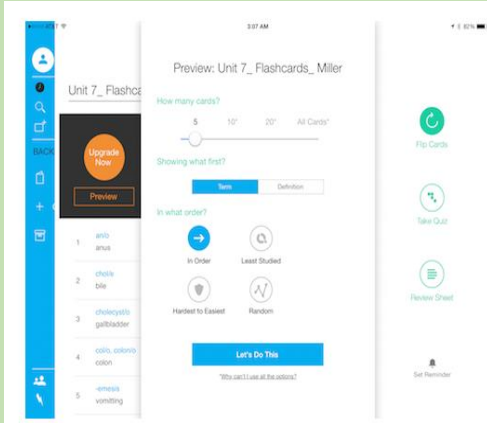 3:07 AM
82%
Unit 7_ Flashca
BACK
Upgrade
Now
Preview
1 an/o
anus
2 chol/e
bile
3 cholecyst/o
gallbladder
4 col/o, colon/o
colon
5 -emesis
vomitting
Preview: Unit 7_ Flashcards_ Miller
How many cards?
5 10* 20* All Cards*
Showing what first?
Term Definition
In what order?
In Order Least Studied
Hardest to Easiest Random
Let's Do This
*Why can't I use all the options?
Flip Cards
Take Quiz
Review Sheet
Set Reminder